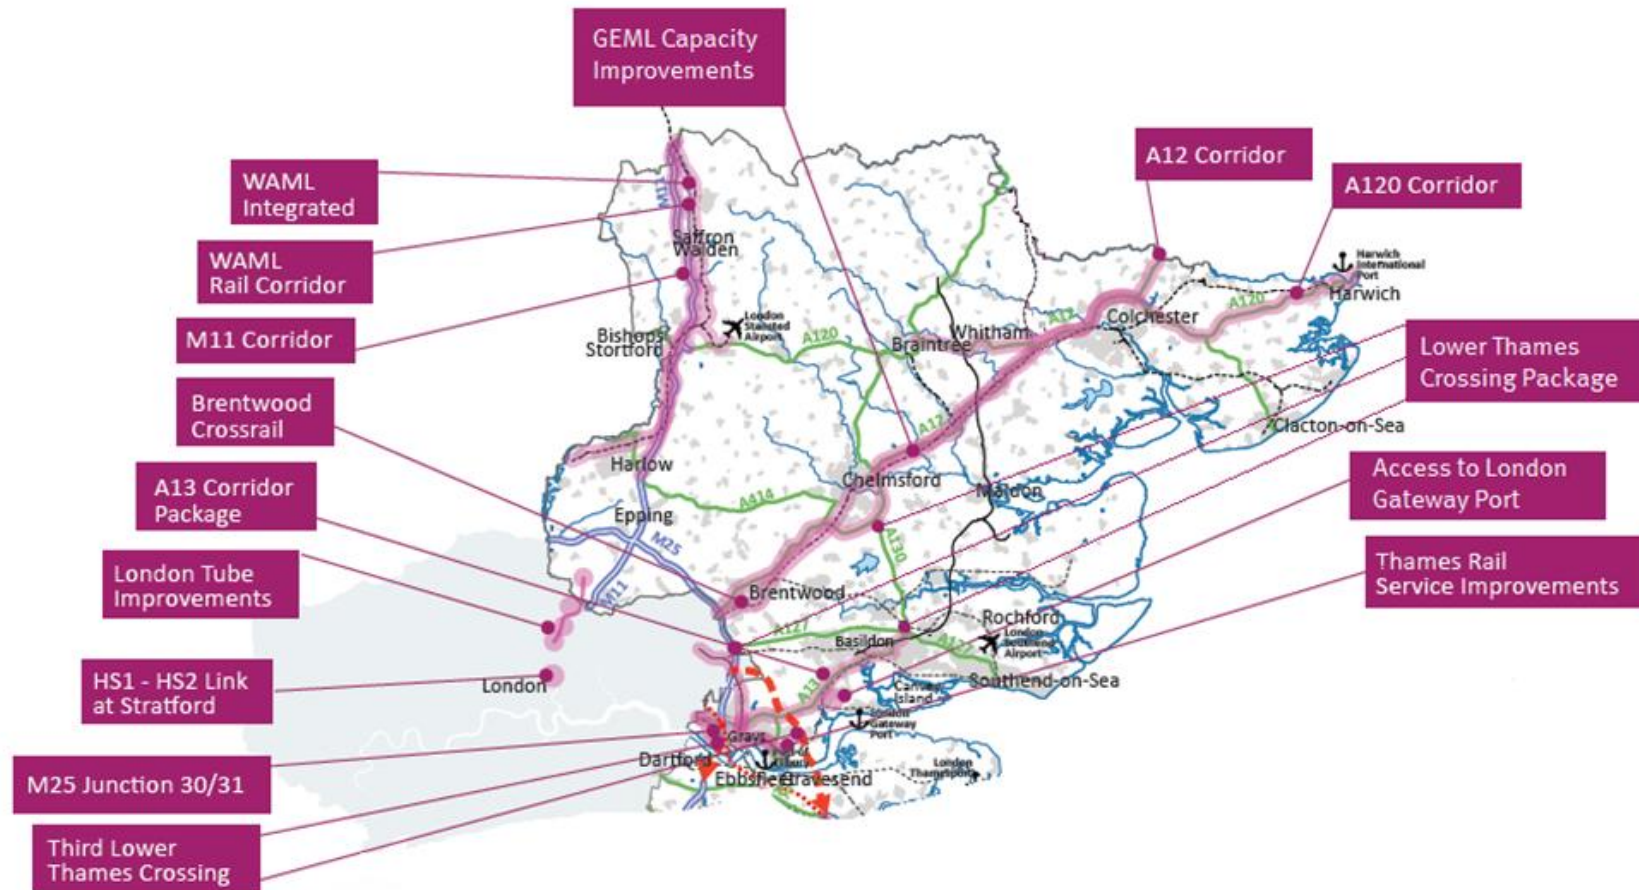 GEML Capacity
Improvements
A12 Corridor
A120 Corridor
WAML
Integrated
WAML
Rail Corridor
M11 Corridor
Brentwood
Crossrail
A13 Corridor
Package
London Tube
Improvements
HS1 - HS2 Link
at Stratford
M25 Junction 30/31
Third Lower
Thames Crossing
Lower Thames
Crossing Package
Access to London
Gateway Port
Thames Rail
Service Improvements
M11
Saffron
Walden
London
Stansted
Airport
Bishops
Stortford
A120
Braintree
Whitham
A12
Colchester
A120
Harwich
International
Port
Harwich
Clacton-on-Sea
A12
Harlow
Chelmsford
Maldon
A414
Epping
M25
A130
M11
Brentwood
Rochford
A127
Basildon
A127
London
Southend
Airport
Southend-on-Sea
London
A13
Canvey
Island
London
Gateway
Port
Grays
Dartford
Tilbury
Ebbsfleet
Gravesend
London
Thamesport